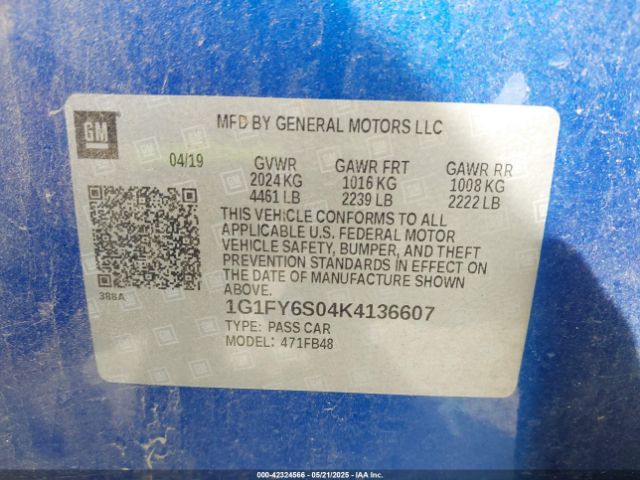 GM
MFD BY GENERAL MOTORS LLC
04/19
GVWR GAWR FRT GAWR RR
2024 KG 1016 KG 1008 KG
4461 LB 2239 LB 2222 LB
THIS VEHICLE CONFORMS TO ALL
APPLICABLE U.S. FEDERAL MOTOR
VEHICLE SAFETY, BUMPER, AND THEFT
PREVENTION STANDARDS IN EFFECT ON
THE DATE OF MANUFACTURE SHOWN
ABOVE.
388A
1G1FY6S04K4136607
TYPE: PASS CAR
MODEL: 471FB48
000-42324566 - 05/21/2025 - IAAI.COM